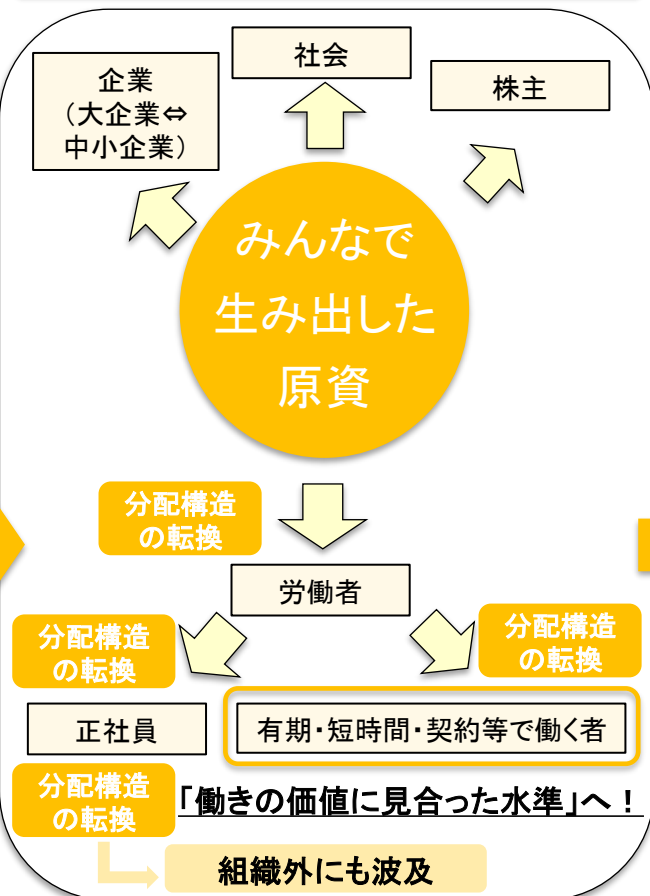 社会
企業
（大企業⇔
中小企業）
株主
みんなで
生み出した
原資
分配構造
の転換
労働者
分配構造
の転換
分配構造
の転換
正社員
有期・短時間・契約等で働く者
分配構造
の転換
「働きの価値に見合った水準」へ！
組織外にも波及